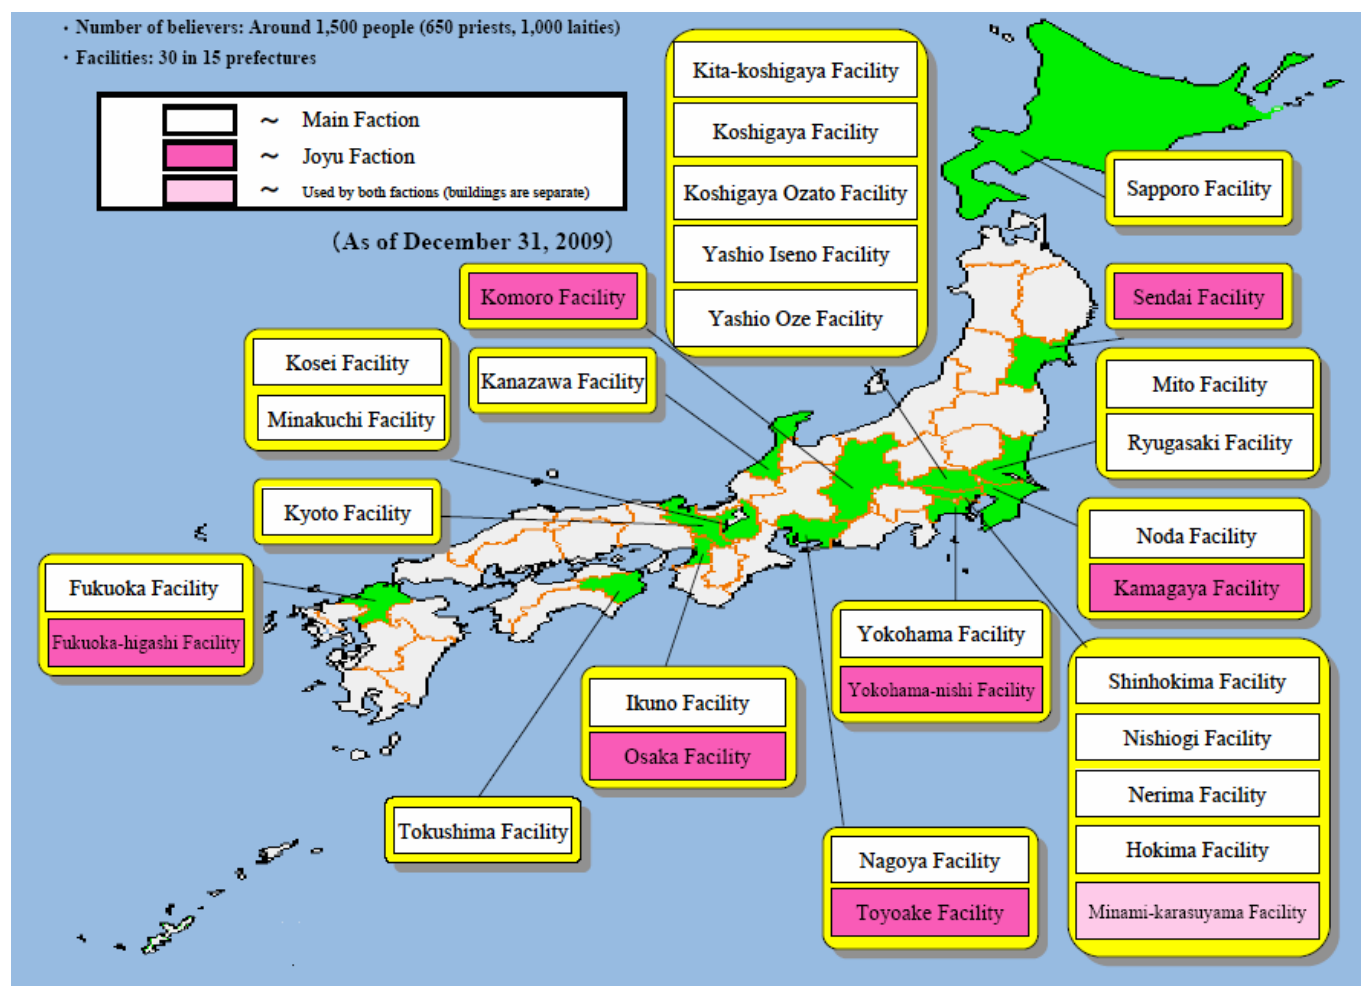 ・Number of believers: Around 1,500 people (650 priests, 1,000 laities)
・Facilities: 30 in 15 prefectures
~ Main Faction
~ Joyu Faction
~ Used by both factions (buildings are separate)
(As of December 31, 2009)
Kita-koshigaya Facility
Koshigaya Facility
Koshigaya Ozato Facility
Yashio Iseno Facility
Yashio Oze Facility
Sapporo Facility
Komoro Facility
Sendai Facility
Kosei Facility
Minakuchi Facility
Kanazawa Facility
Mito Facility
Ryugasaki Facility
Kyoto Facility
Noda Facility
Kamagaya Facility
Fukuoka Facility
Fukuoka-higashi Facility
Yokohama Facility
Yokohama-nishi Facility
Ikuno Facility
Osaka Facility
Shinhokima Facility
Nishiogi Facility
Nerima Facility
Hokima Facility
Minami-karasuyama Facility
Tokushima Facility
Nagoya Facility
Toyoake Facility